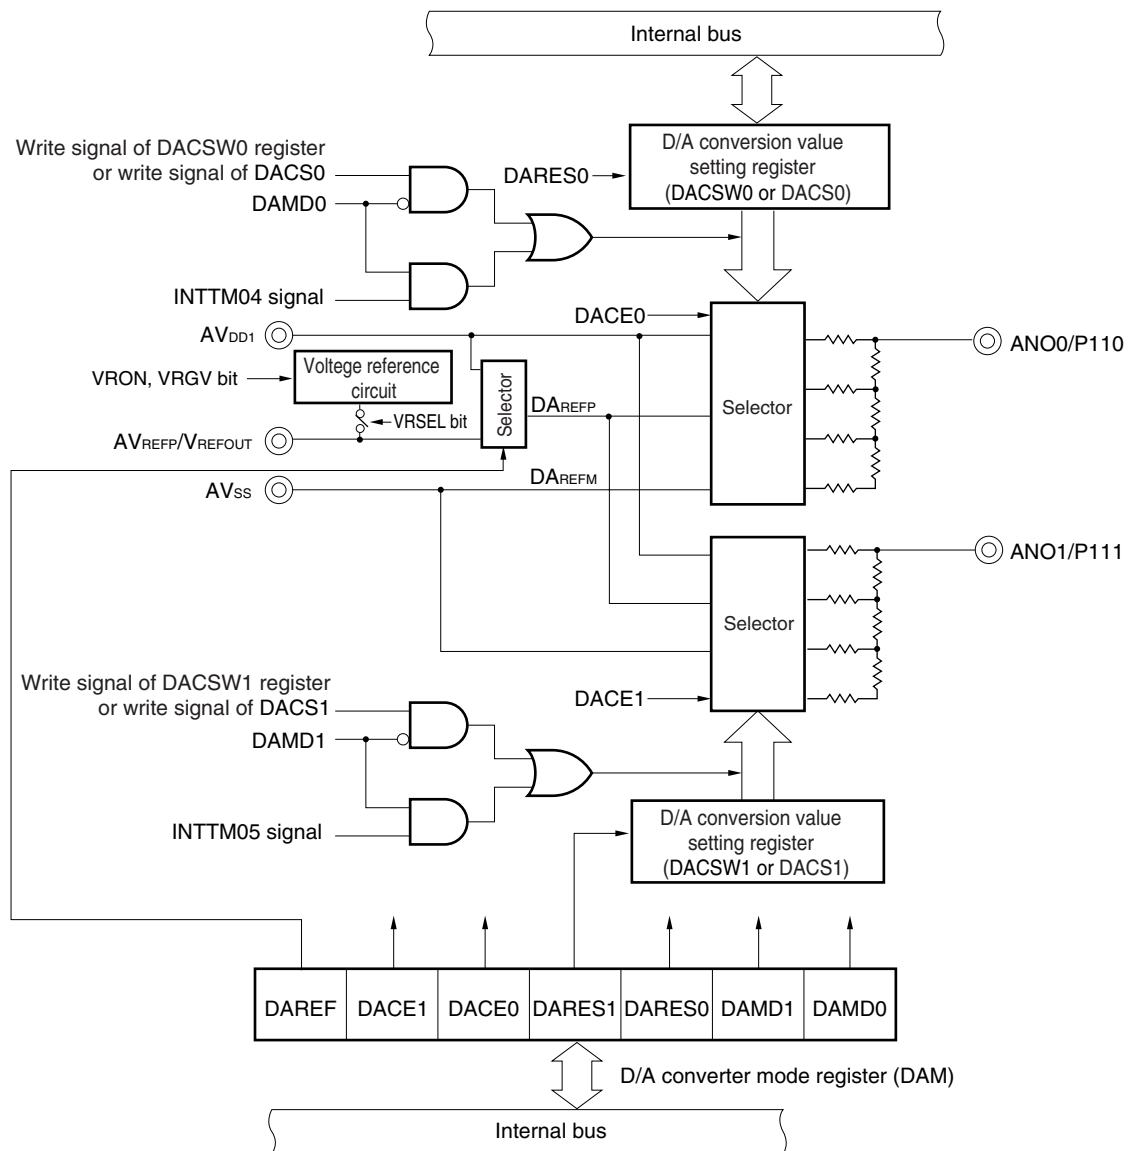 Internal bus
D/A conversion value
setting register
(DACSW0 or DACS0)
Write signal of DACSW0 register
or write signal of DACS0
DARES0
DAMD0
INTTM04 signal
DACE0
AVDD1
ANO0/P110
VRON, VRGV bit
Voltege reference
circuit
Selector
DAREFP
Selector
VRSEL bit
AVREFP/VREFOUT
AVSS
DAREFM
ANO1/P111
Selector
Write signal of DACSW1 register
or write signal of DACS1
DACE1
DAMD1
INTTM05 signal
D/A conversion value
setting register
(DACSW1 or DACS1)
DAREF DACE1 DACE0 DARES1 DARES0 DAMD1 DAMD0
D/A converter mode register (DAM)
Internal bus